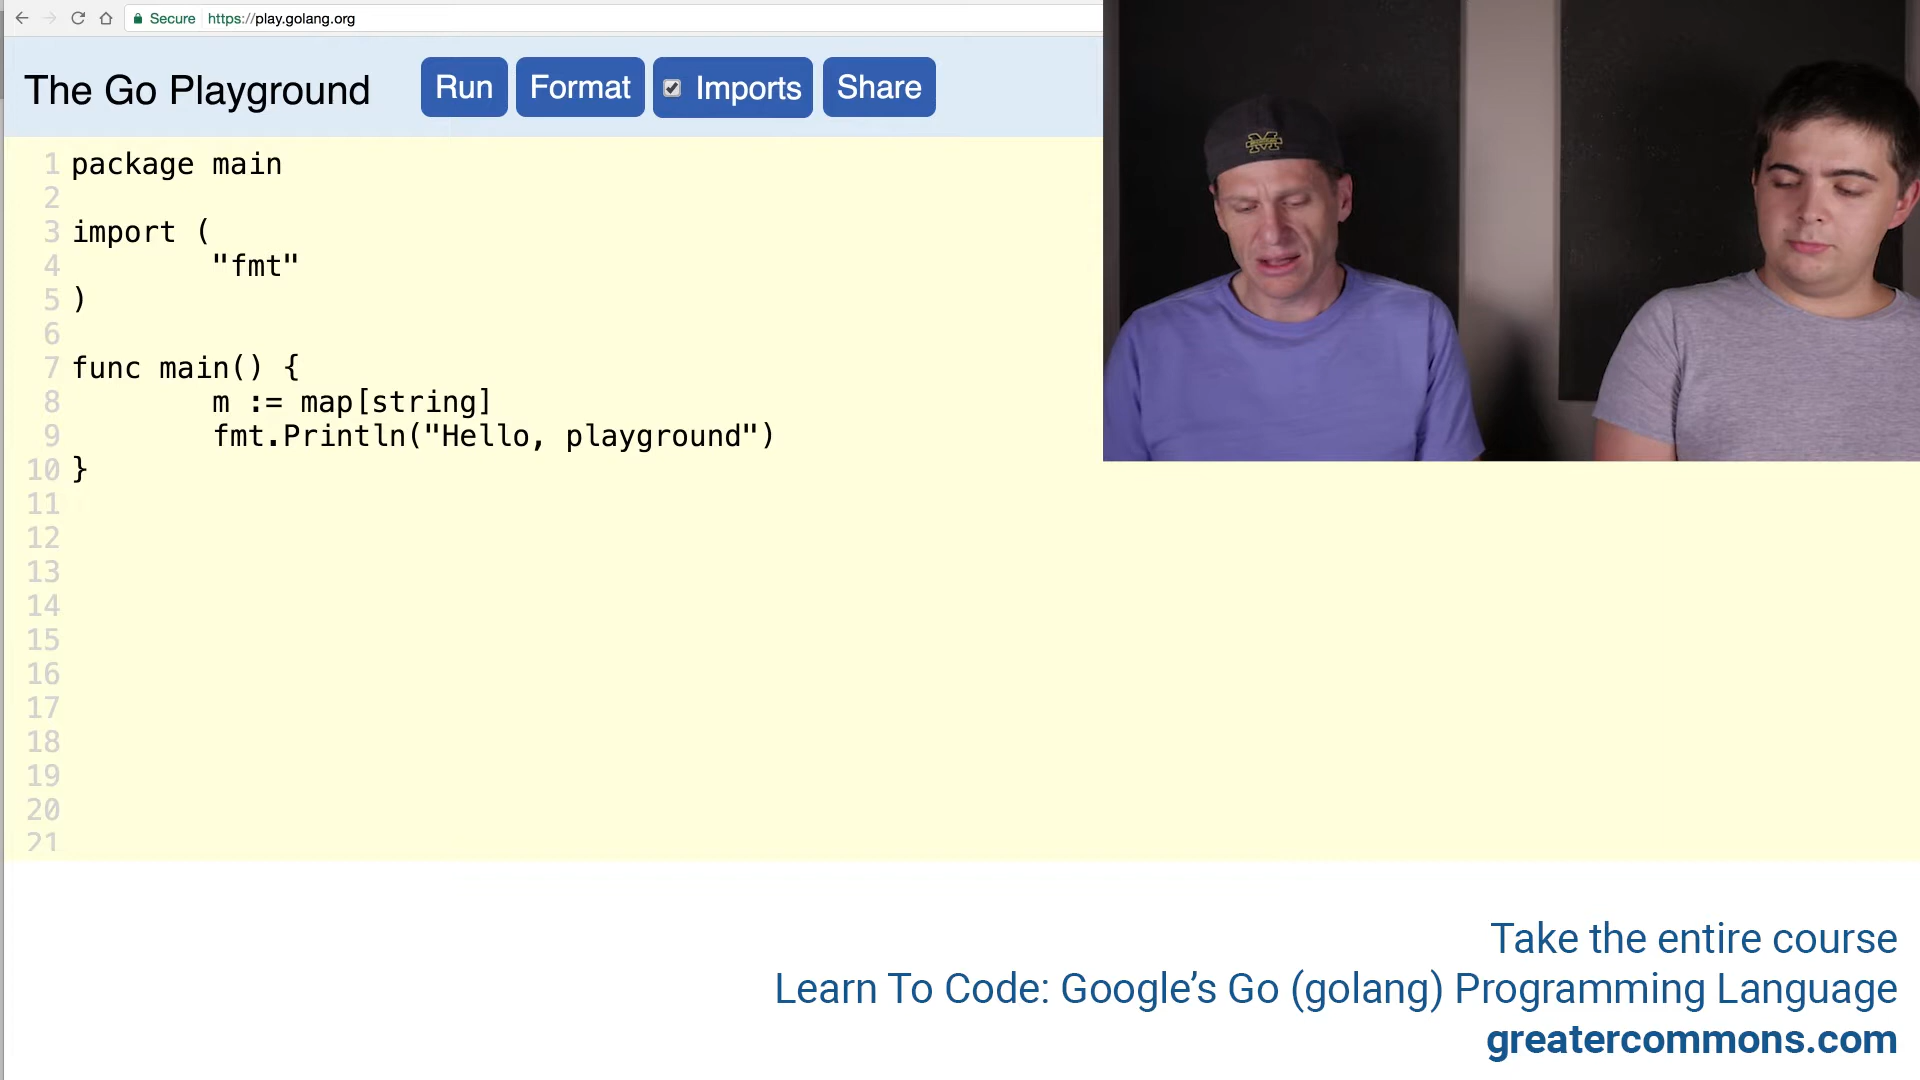 Secure https://play.golang.org
The Go Playground Run Format Imports Share
1 package main
2
3 import (
4 "fmt"
5 )
6
7 func main() {
8 m := map[string]
9 fmt.Println("Hello, playground")
10 }
11
12
13
14
15
16
17
18
19
20
21
M
Take the entire course
Learn To Code: Google’s Go (golang) Programming Language
greatercommons.com